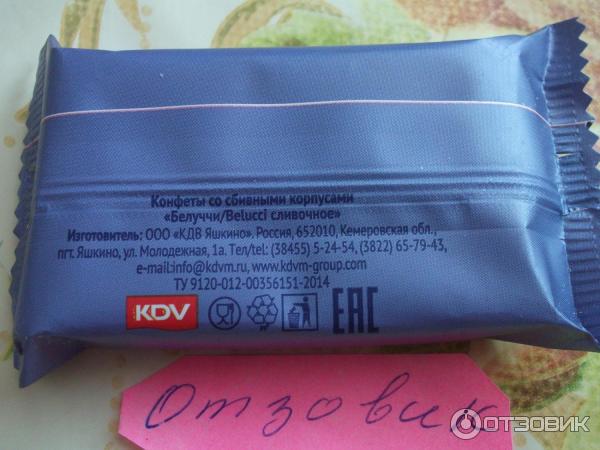 Конфеты со сбивными корпусами
«Белуччи/Belucci сливочное»
Изготовитель: ООО «КДВ Яшкино». Россия, 652010, Кемеровская обл.,
пгт. Яшкино, ул. Молодежная, 1а. Тел/tel: (38455) 5-24-54, (3822) 65-79-43,
e-mail:info@kdvm.ru, www.kdvm-group.com
ТУ 9120-012-00356151-2014
KDV EAC
Отзовик
ОТЗОВИК